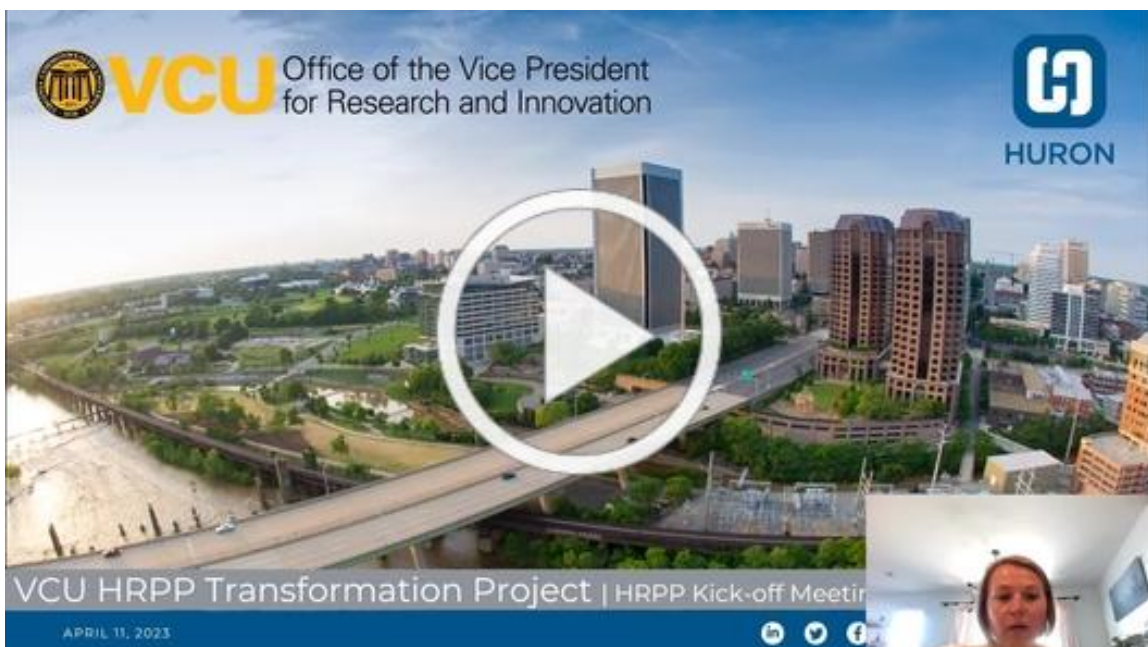 VCU Office of the Vice President
for Research and Innovation
HURON
VCU HRPP Transformation Project | HRPP Kick-off Meetin
APRIL 11, 2023
in f